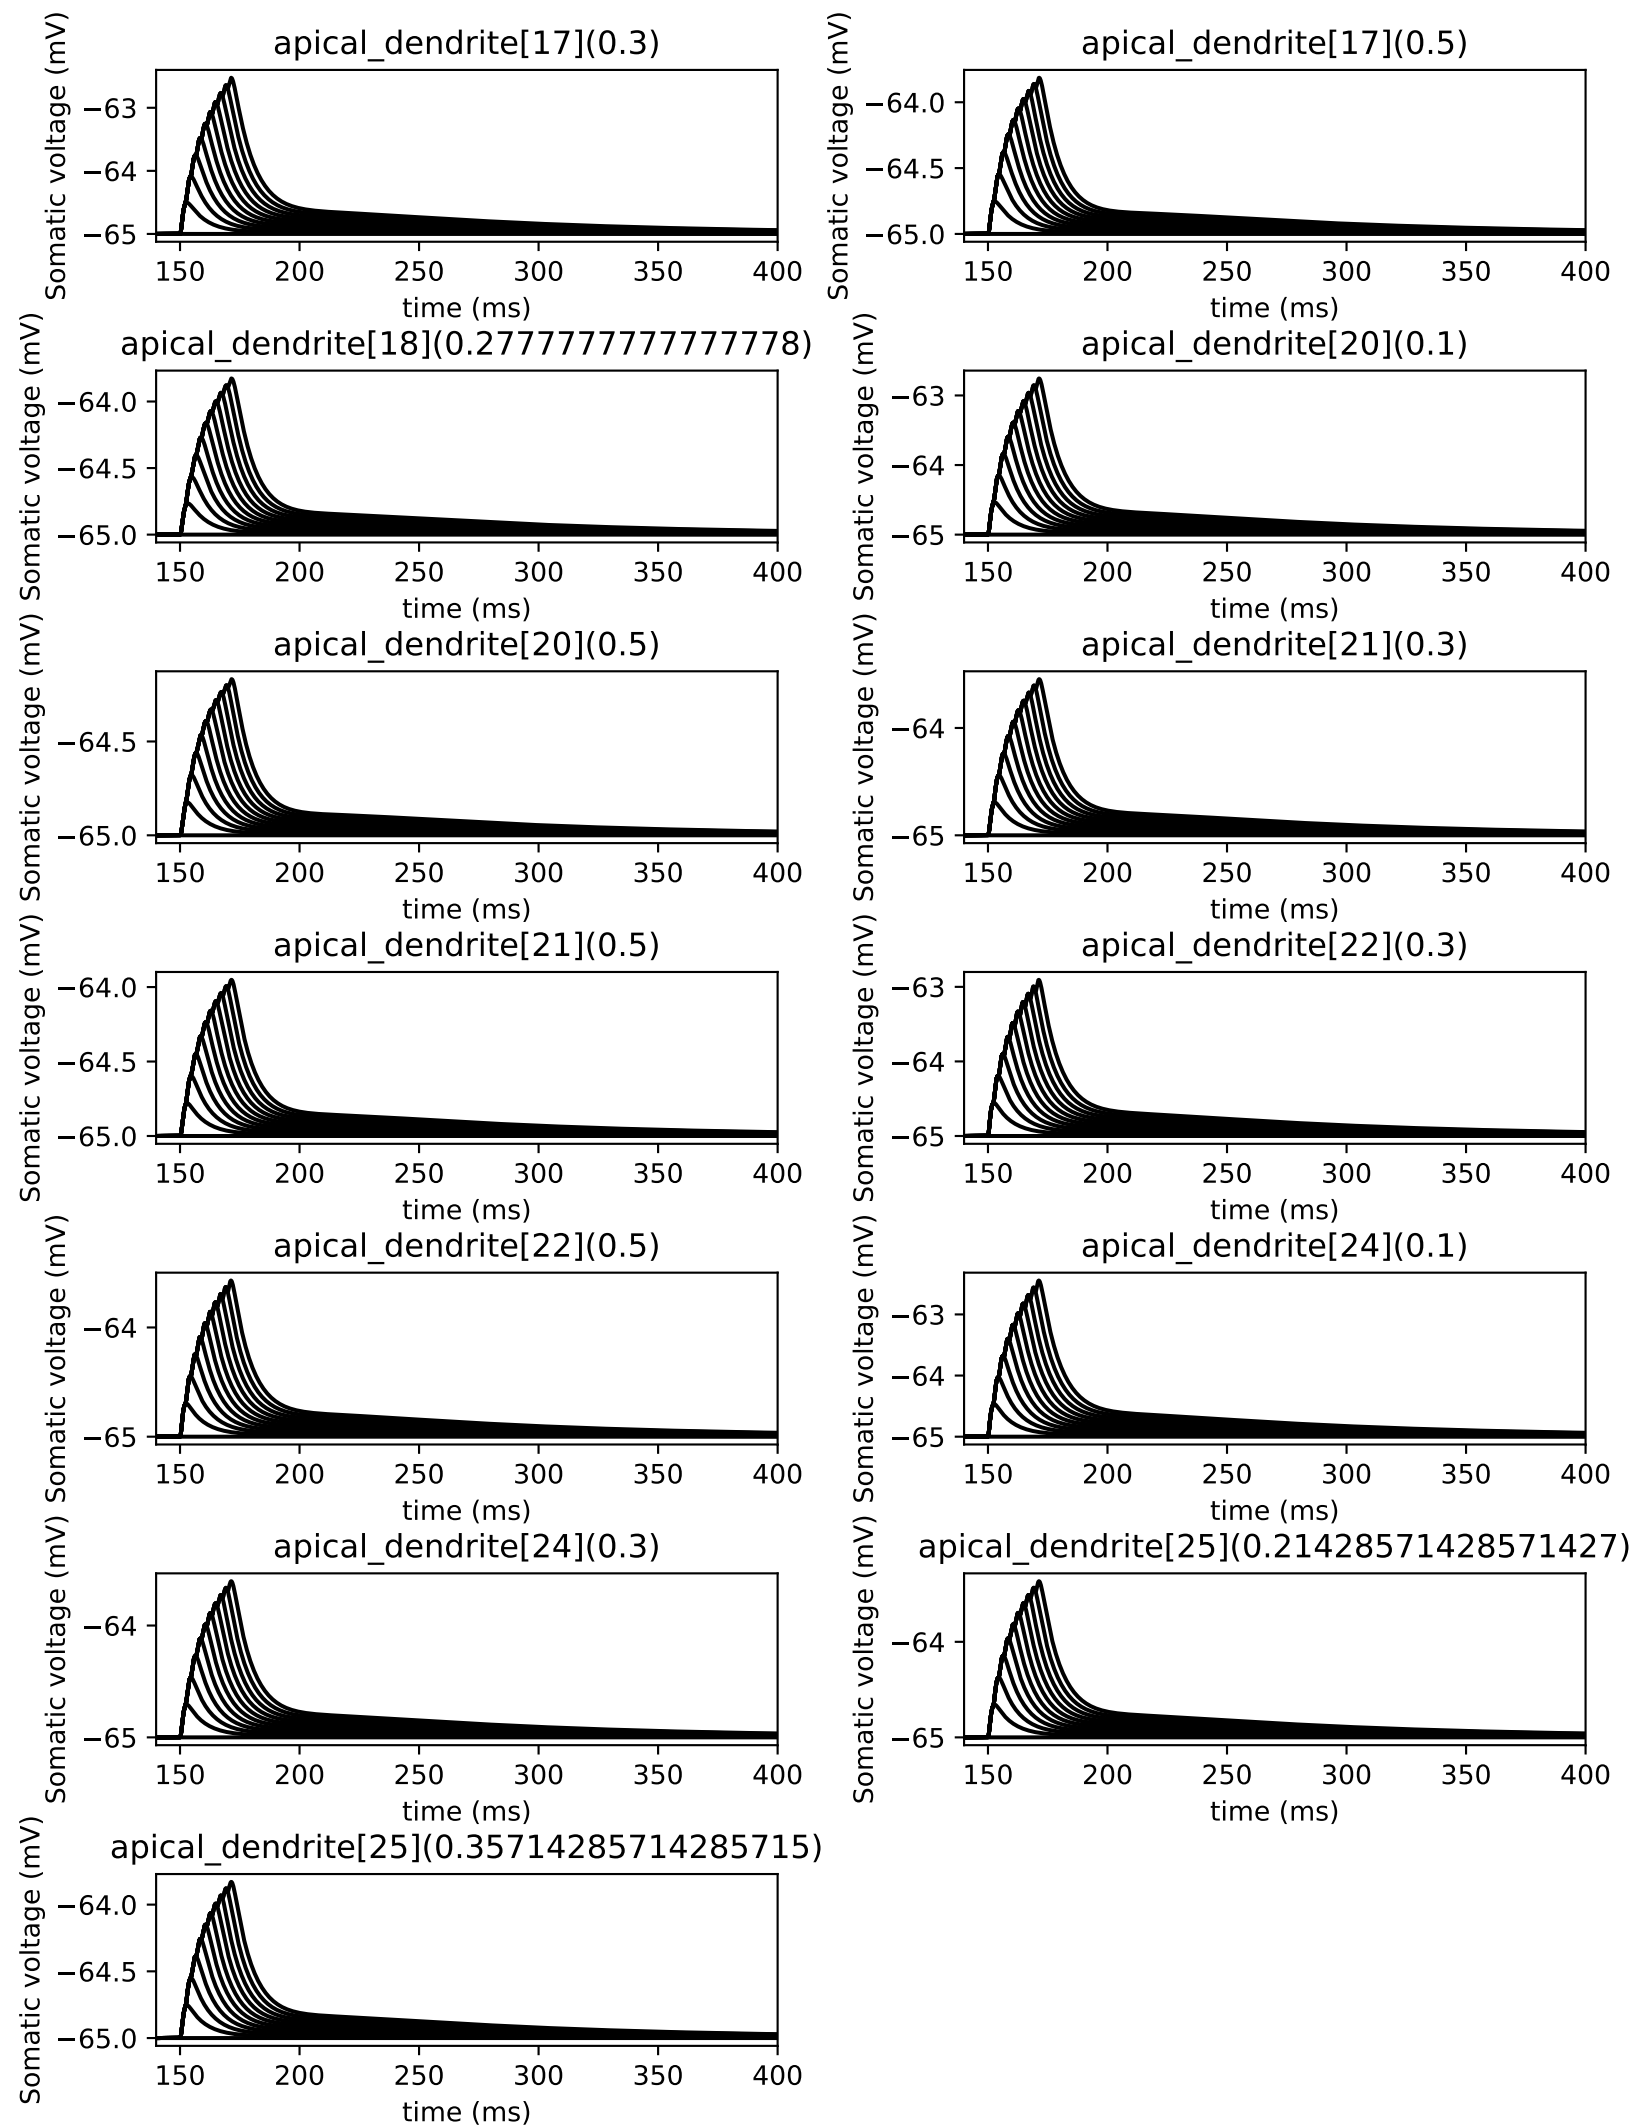 apical_dendrite[17](0.3)
Somatic voltage (mV)
−63
−64
−65
150 200 250 300 350 400
time (ms)
apical_dendrite[17](0.5)
Somatic voltage (mV)
−64.0
−64.5
−65.0
150 200 250 300 350 400
time (ms)
apical_dendrite[18](0.2777777777777778)
Somatic voltage (mV)
−64.0
−64.5
−65.0
150 200 250 300 350 400
time (ms)
apical_dendrite[20](0.1)
Somatic voltage (mV)
−63
−64
−65
150 200 250 300 350 400
time (ms)
apical_dendrite[20](0.5)
Somatic voltage (mV)
−64.5
−65.0
150 200 250 300 350 400
time (ms)
apical_dendrite[21](0.3)
Somatic voltage (mV)
−64
−65
150 200 250 300 350 400
time (ms)
apical_dendrite[21](0.5)
Somatic voltage (mV)
−64.0
−64.5
−65.0
150 200 250 300 350 400
time (ms)
apical_dendrite[22](0.3)
Somatic voltage (mV)
−63
−64
−65
150 200 250 300 350 400
time (ms)
apical_dendrite[22](0.5)
Somatic voltage (mV)
−64
−65
150 200 250 300 350 400
time (ms)
apical_dendrite[24](0.1)
Somatic voltage (mV)
−63
−64
−65
150 200 250 300 350 400
time (ms)
apical_dendrite[24](0.3)
Somatic voltage (mV)
−64
−65
150 200 250 300 350 400
time (ms)
apical_dendrite[25](0.21428571428571427)
Somatic voltage (mV)
−64
−65
150 200 250 300 350 400
time (ms)
apical_dendrite[25](0.35714285714285715)
Somatic voltage (mV)
−64.0
−64.5
−65.0
150 200 250 300 350 400
time (ms)